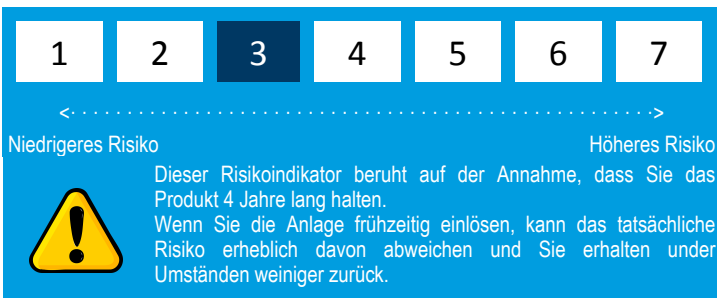 1 2 3 4 5 6 7
Niedrigeres Risiko Höheres Risiko
Dieser Risikoindikator beruht auf der Annahme, dass Sie das
Produkt 4 Jahre lang halten.
Wenn Sie die Anlage frühzeitig einlösen, kann das tatsächliche
Risiko erheblich davon abweichen und Sie erhalten under
Umständen weiniger zurück.